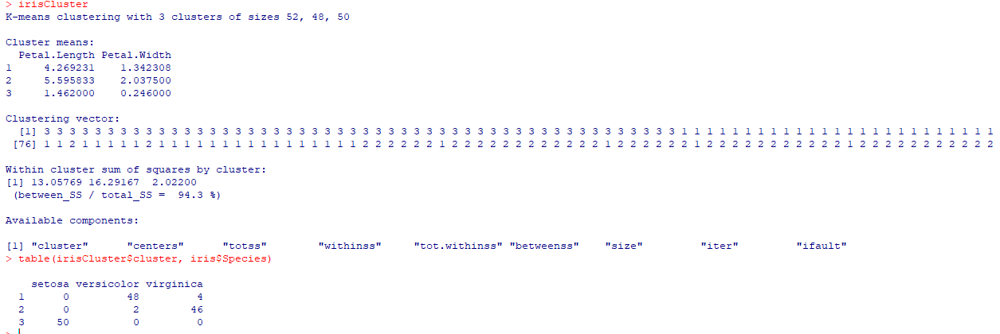 > irisCluster
K-means clustering with 3 clusters of sizes 52, 48, 50
Cluster means:
Petal.Length Petal.Width
1 4.269231 1.342308
2 5.595833 2.037500
3 1.462000 0.246000
Clustering vector:
[1] 3 3 3 3 3 3 3 3 3 3 3 3 3 3 3 3 3 3 3 3 3 3 3 3 3 3 3 3 3 3 3 3 3 3 3 3 3 3 3 3 3 3 3 3 3 3 3 3 3 3 1 1 1 1 1 1 1 1 1 1 1 1 1 1 1 1 1 1 1 1 1 1 1 1 1
[76] 1 1 2 1 1 1 1 1 2 1 1 1 1 1 1 1 1 1 1 1 1 1 1 1 1 2 2 2 2 2 2 1 2 2 2 2 2 2 2 2 2 2 2 2 1 2 2 2 2 2 2 1 2 2 2 2 2 2 2 2 2 2 2 1 2 2 2 2 2 2 2 2 2 2 2
Within cluster sum of squares by cluster:
[1] 13.05769 16.29167 2.02200
(between_SS / total_SS = 94.3 %)
Available components:
[1] "cluster" "centers" "totss" "withinss" "tot.withinss" "betweenss" "size" "iter" "ifault"
> table(irisCluster$cluster, iris$Species)
setosa versicolor virginica
1 0 48 4
2 0 2 46
3 50 0 0
>